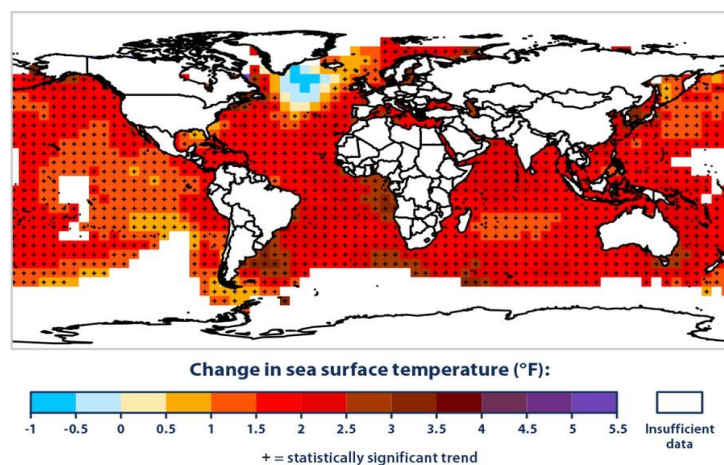 Change in sea surface temperature (°F):
-1 -0.5 0 0.5 1 1.5 2 2.5 3 3.5 4 4.5 5 5.5
Insufficient
data
+ = statistically significant trend